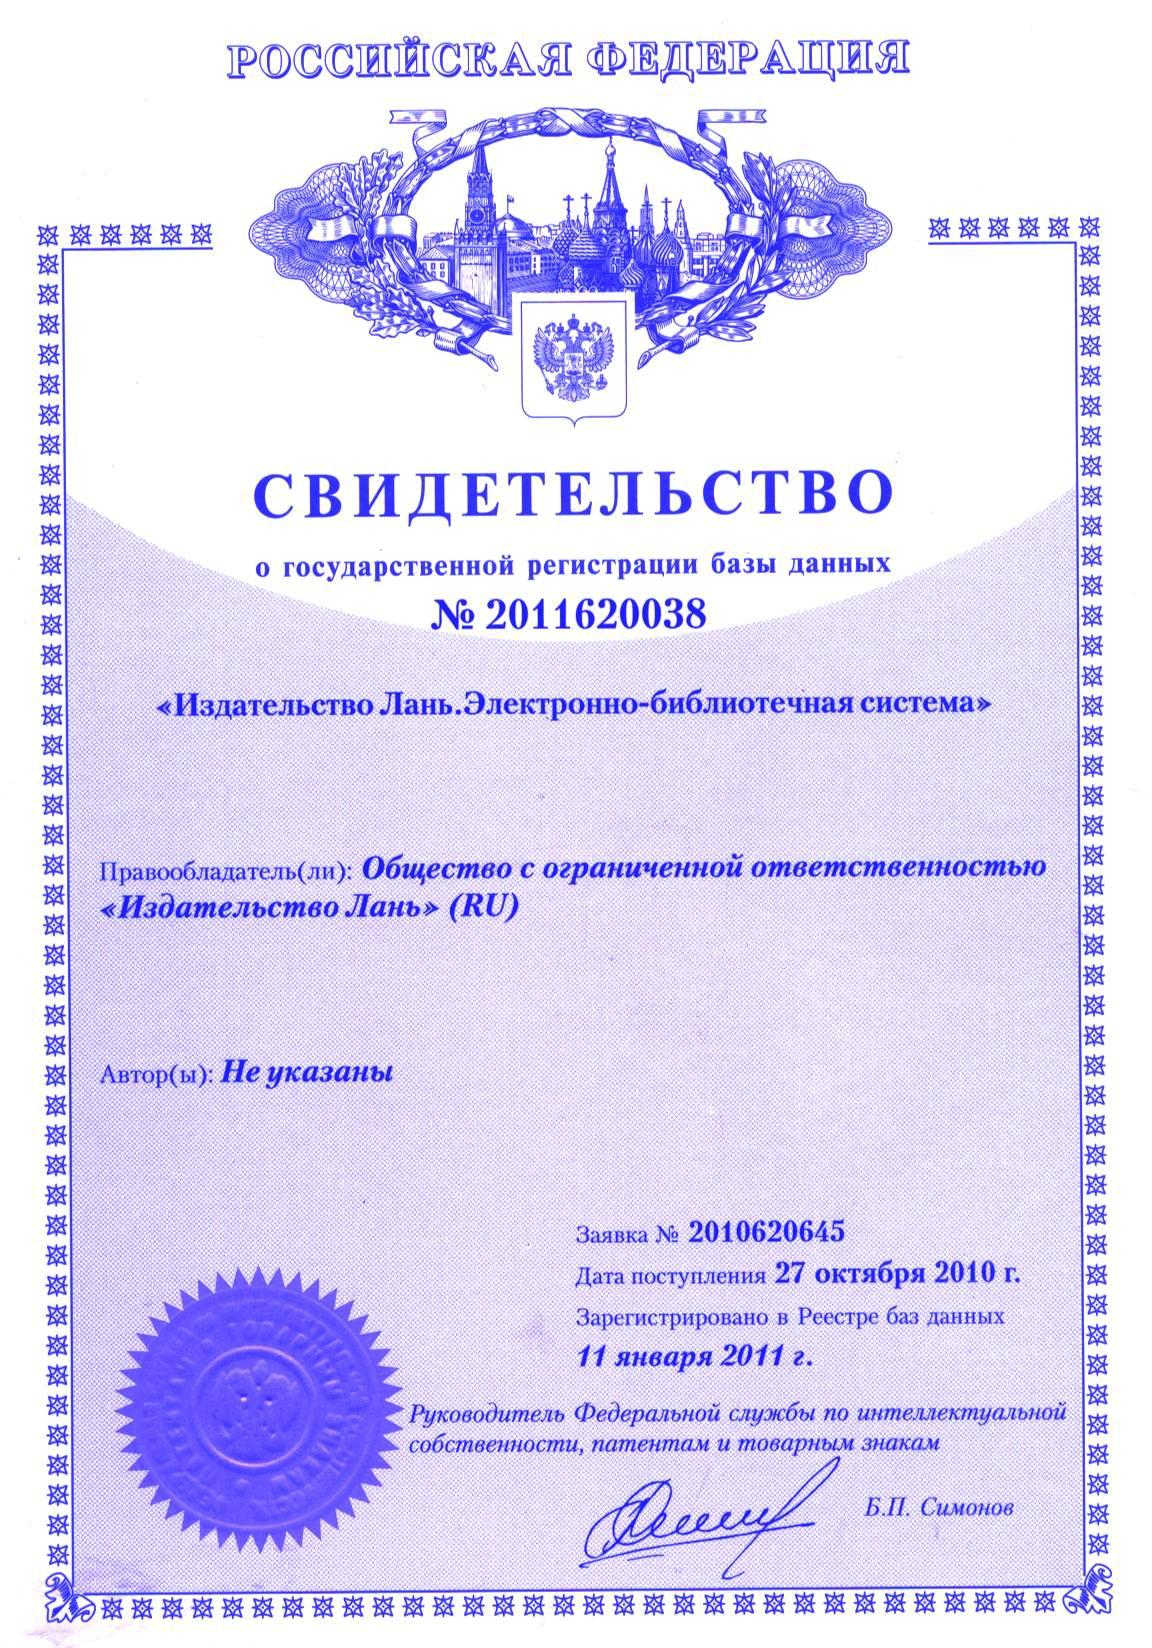 РОССИЙСКАЯ ФЕДЕРАЦИЯ
СВИДЕТЕЛЬСТВО
о государственной регистрации базы данных
№ 2011620038
«Издательство Лань.Электронно-библиотечная система»
Правообладатель(ли): Общество с ограниченной ответственностью
«Издательство Лань» (RU)
Автор(ы): Не указаны
Заявка № 2010620645
Дата поступления 27 октября 2010 г.
Зарегистрировано в Реестре баз данных
11 января 2011 г.
Руководитель Федеральной службы по интеллектуальной
собственности, патентам и товарным знакам
Б.П. Симонов